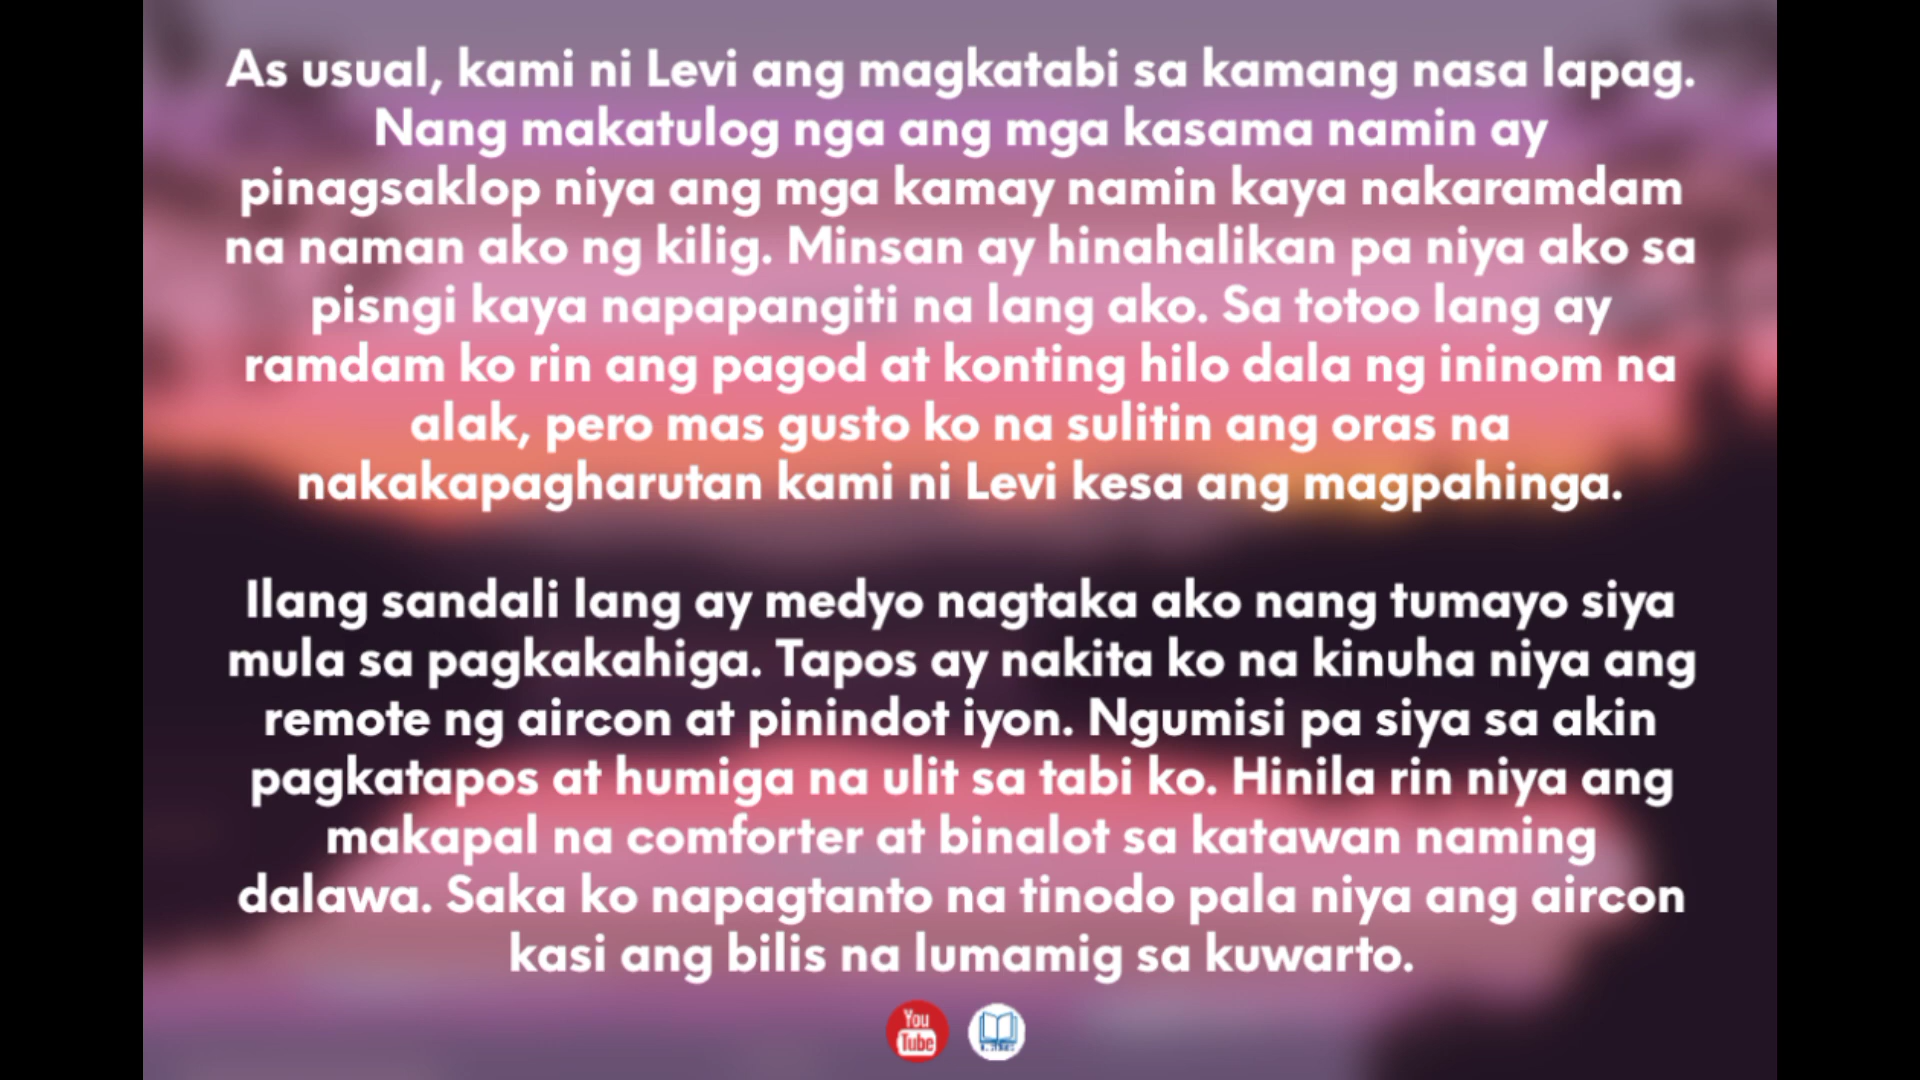 As usual, kami ni Levi ang magkatabi sa kamang nasa lapag.
Nang makatulog nga ang mga kasama namin ay
pinagsaklop niya ang mga kamay namin kaya nakaramdam
na naman ako ng kilig. Minsan ay hinahalikan pa niya ako sa
pisngi kaya napapangiti na lang ako. Sa totoo lang ay
ramdam ko rin ang pagod at konting hilo dala ng ininom na
alak, pero mas gusto ko na sulitin ang oras na
nakakapagharutan kami ni Levi kesa ang magpahinga.
Ilang sandali lang ay medyo nagtaka ako nang tumayo siya
mula sa pagkakahiga. Tapos ay nakita ko na kinuha niya ang
remote ng aircon at pinindot iyon. Ngumisi pa siya sa akin
pagkatapos at humiga na ulit sa tabi ko. Hinila rin niya ang
makapal na comforter at binalot sa katawan naming
dalawa. Saka ko napagtanto na tinodo pala niya ang aircon
kasi ang bilis na lumamig sa kuwarto.
You
Tube